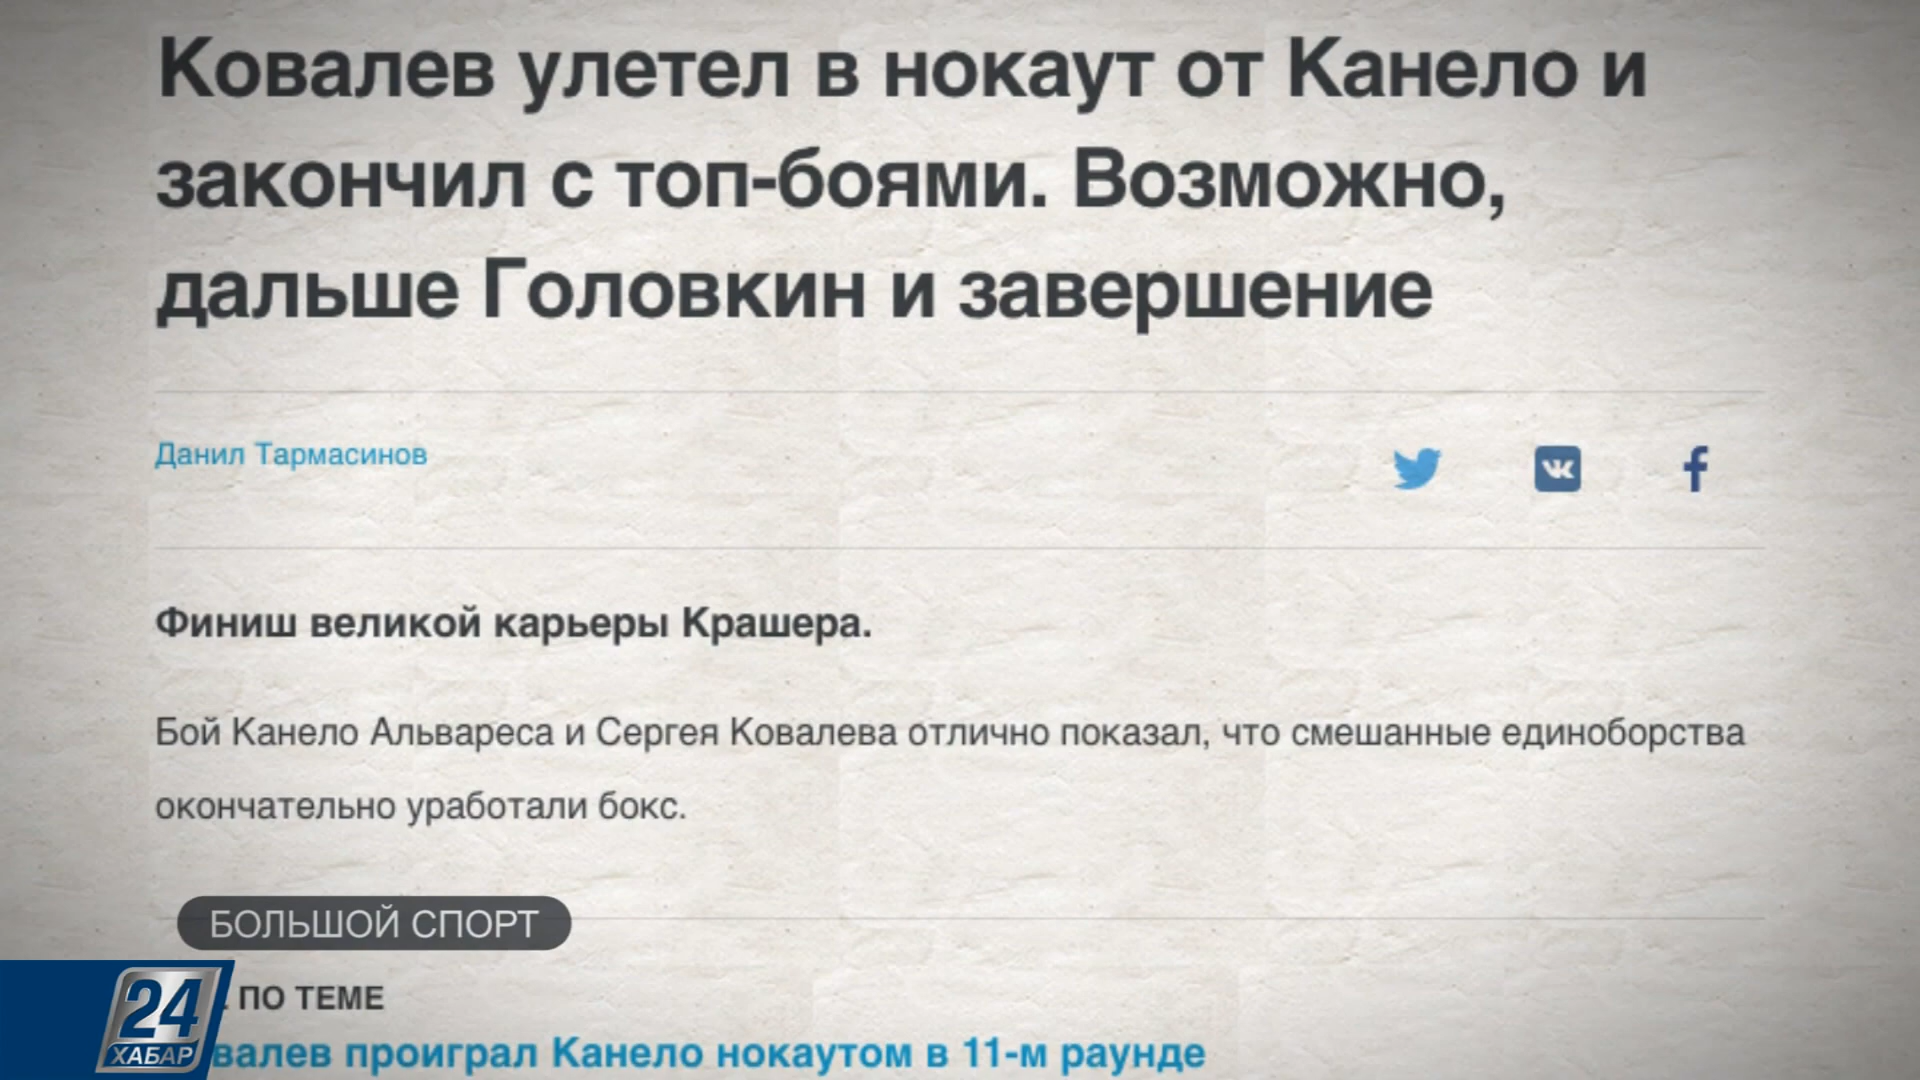 Ковалев улетел в нокаут от Канело и
закончил с топ-боями. Возможно,
дальше Головкин и завершение
Данил Тармасинов
Финиш великой карьеры Крашера.
Бой Канело Альвареса и Сергея Ковалева отлично показал, что смешанные единоборства
окончательно уработали бокс.
БОЛЬШОЙ СПОРТ
ПО ТЕМЕ
24
ХАБАР
проиграл Канело нокаутом в 11-м раунде